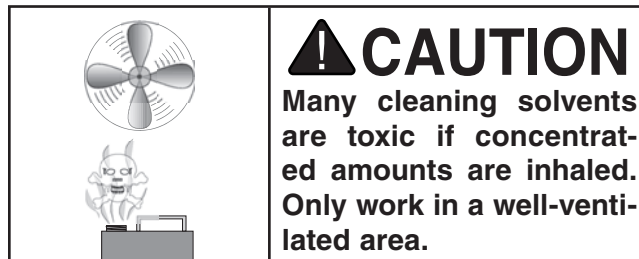 CAUTION
Many cleaning solvents
are toxic if concentrat-
ed amounts are inhaled.
Only work in a well-venti-
lated area.